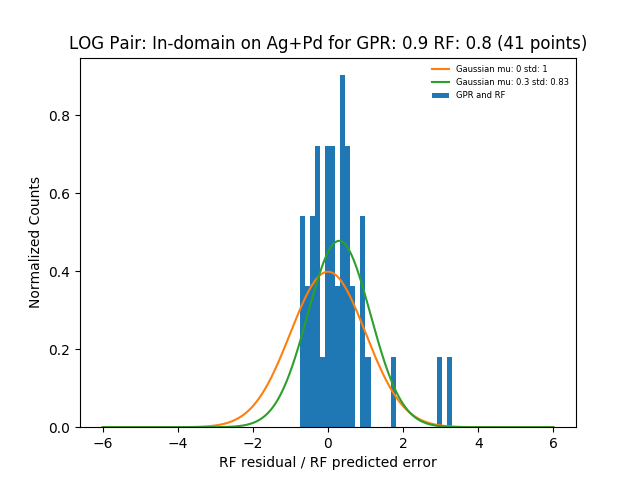 LOG Pair: In-domain on Ag+Pd for GPR: 0.9 RF: 0.8 (41 points)
Gaussian mu: 0 std: 1
Gaussian mu: 0.3 std: 0.83
GPR and RF
Normalized Counts
0.8
0.6
0.4
0.2
0.0
−6 −4 −2 0 2 4 6
RF residual / RF predicted error